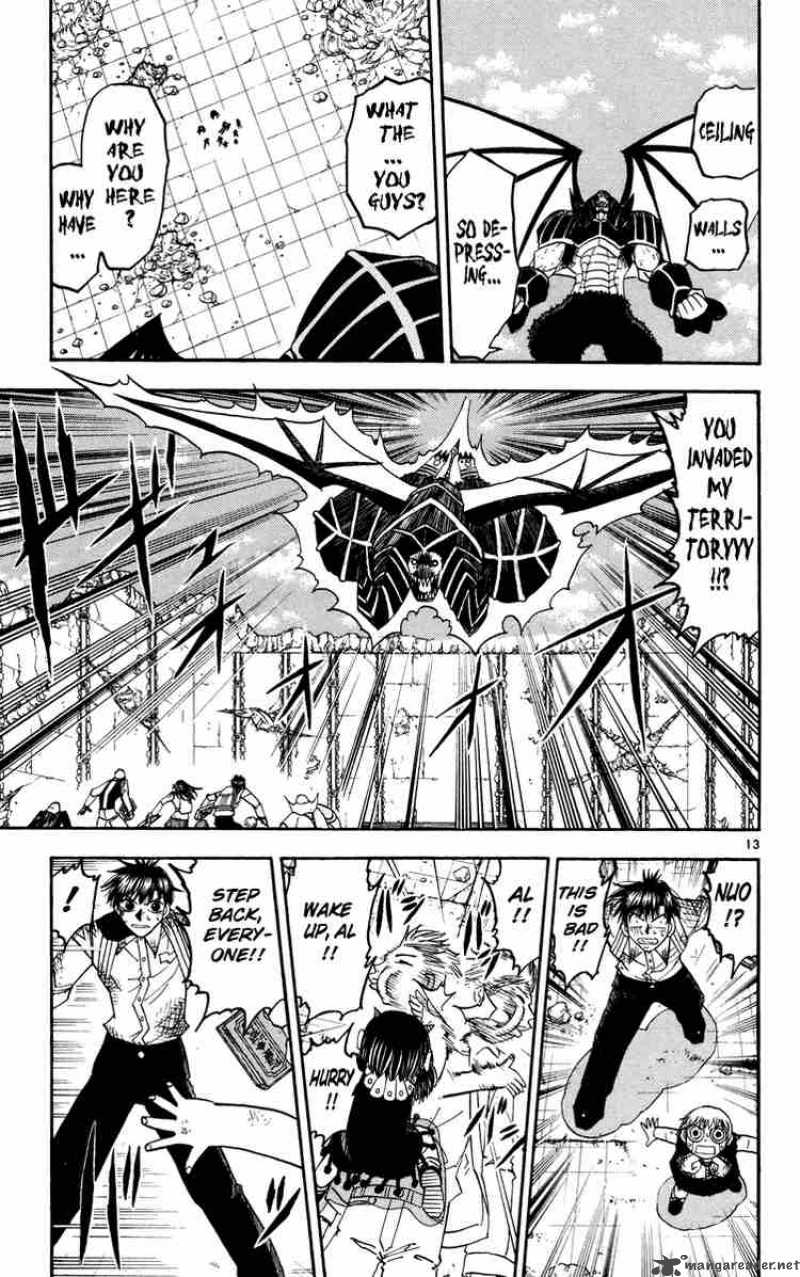 CEILING
WALLS
...
SO DE-
PRESS-
ING...
WHAT
THE
...
YOU
GUYS?
WHY
ARE
YOU
HERE?
WHY
HAVE
...
YOU
INVADED
MY
TERRI-
TORYYY
!!?
13
NUO
!?
THIS
IS
BAD!!
AL
!!
WAKE
UP, AL
!!
HURRY
!!
STEP
BACK,
EVERY-
ONE!!
!
mangareader.net